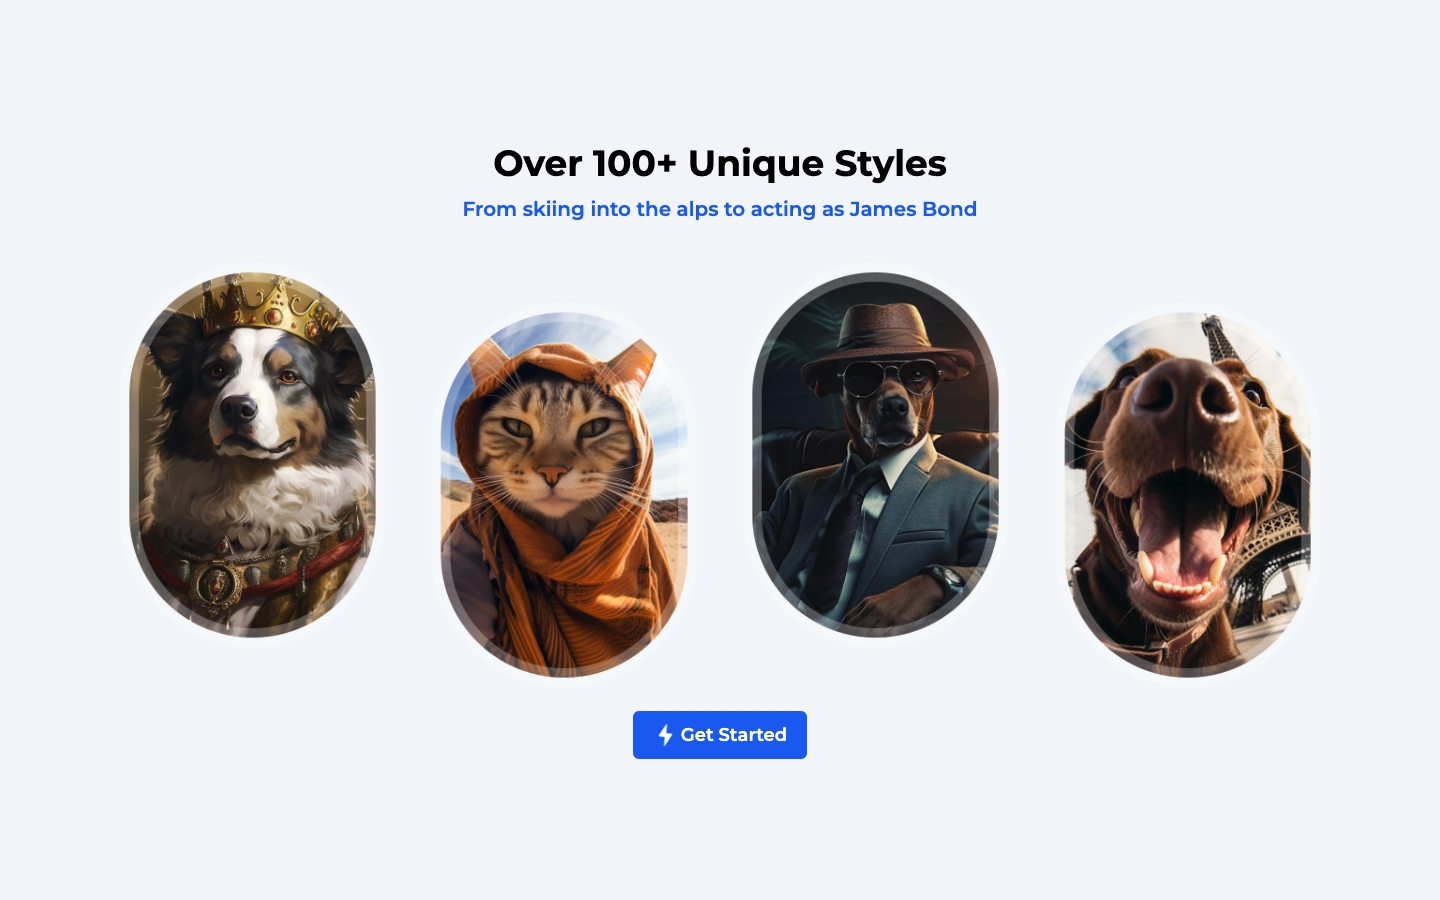 Over 100+ Unique Styles
From skiing into the alps to acting as James Bond
Get Started